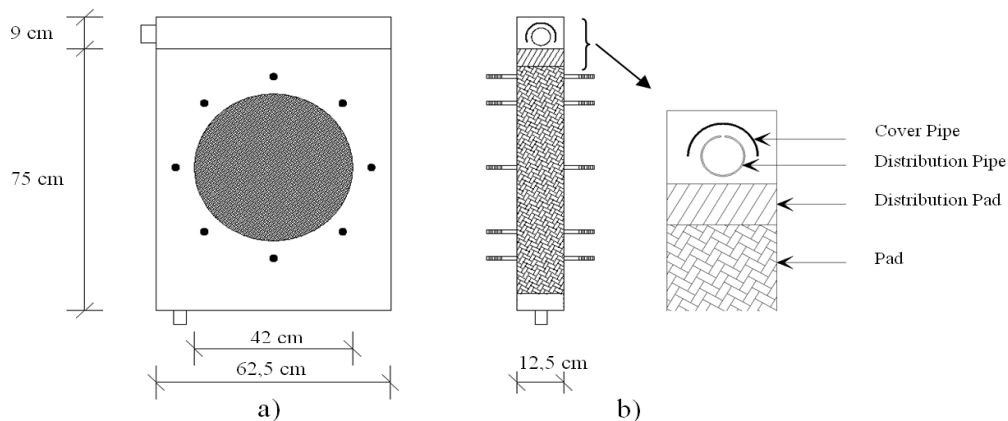 9 cm
75 cm
42 cm
62,5 cm
a)
12,5 cm
b)
Cover Pipe
Distribution Pipe
Distribution Pad
Pad